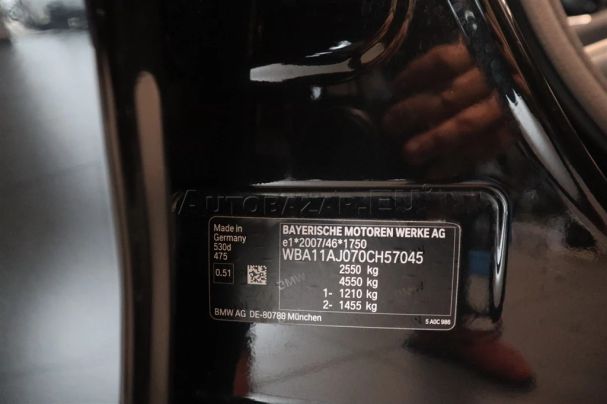 AUTOBAZAR.EU
Made in
Germany
530d
475
0.51
BAYERISCHE MOTOREN WERKE AG
e1*2007/46*1750
WBA11AJ070CH57045
2550 kg
4550 kg
1- 1210 kg
2- 1455 kg
BMW AG DE-80788 München
5 A0C 986